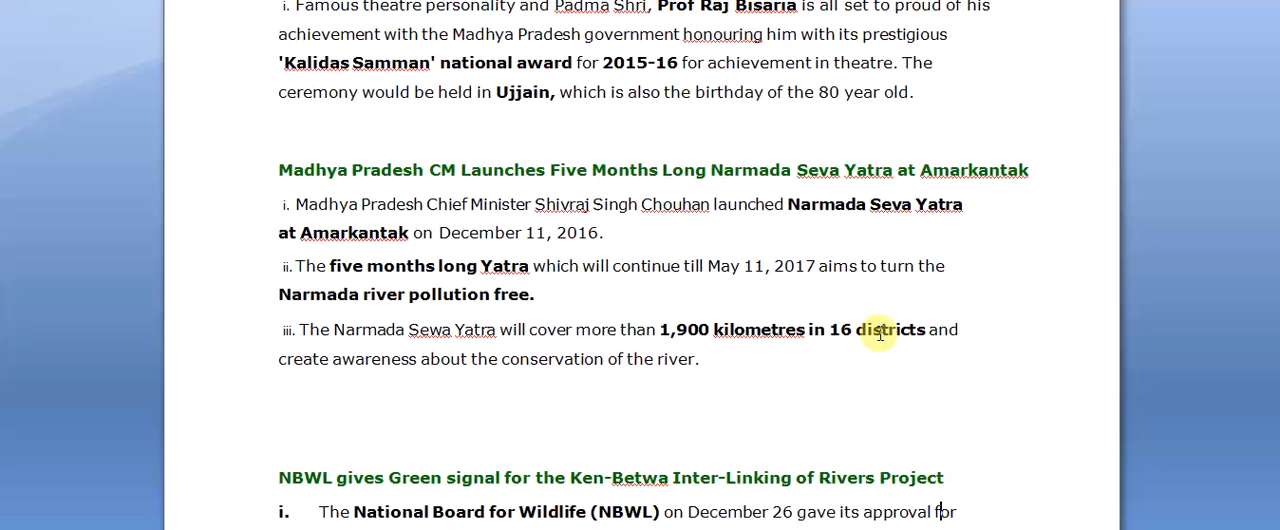 i. Famous theatre personality and Padma Shri, Prof Raj Bisaria is all set to proud of his
achievement with the Madhya Pradesh government honouring him with its prestigious
'Kalidas Samman' national award for 2015-16 for achievement in theatre. The
ceremony would be held in Ujjain, which is also the birthday of the 80 year old.
Madhya Pradesh CM Launches Five Months Long Narmada Seva Yatra at Amarkantak
i. Madhya Pradesh Chief Minister Shivraj Singh Chouhan launched Narmada Seva Yatra
at Amarkantak on December 11, 2016.
ii. The five months long Yatra which will continue till May 11, 2017 aims to turn the
Narmada river pollution free.
iii. The Narmada Sewa Yatra will cover more than 1,900 kilometres in 16 districts and
create awareness about the conservation of the river.
NBWL gives Green signal for the Ken-Betwa Inter-Linking of Rivers Project
i. The National Board for Wildlife (NBWL) on December 26 gave its approval for